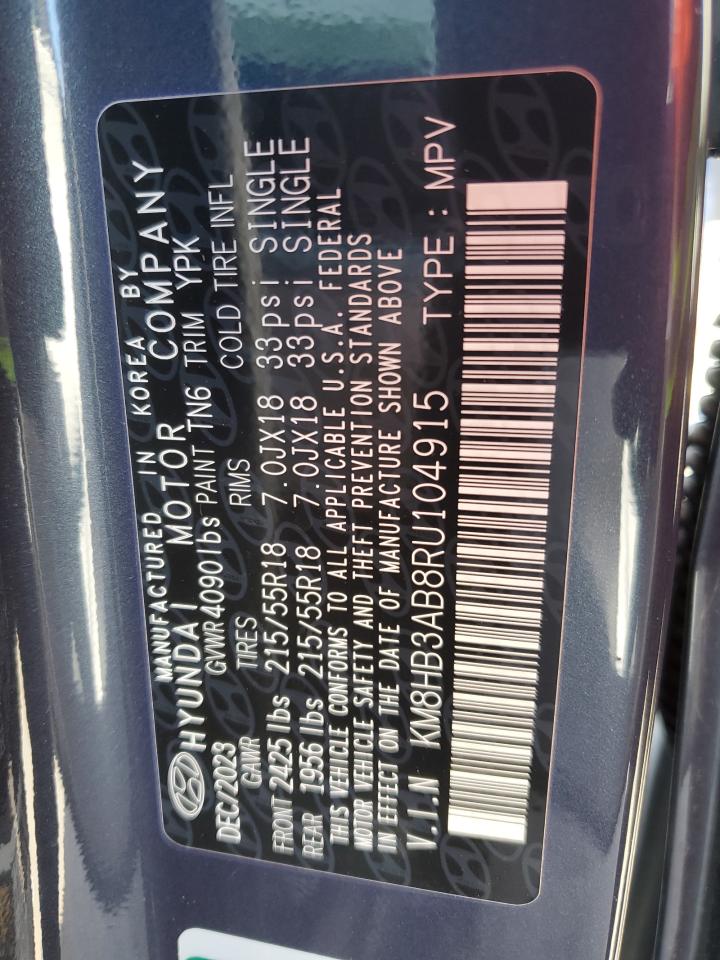 MANUFACTURED IN KOREA BY
HYUNDAI MOTOR COMPANY
DEC/2023 GVWR 4090lbs PAINT TN6 TRIM YPK
GAWR TIRES RIMS COLD TIRE INFL
FRONT 2425 lbs 215/55R18 7.0JX18 33psi SINGLE
REAR 1956 lbs 215/55R18 7.0JX18 33psi SINGLE
THIS VEHICLE CONFORMS TO ALL APPLICABLE U.S.A. FEDERAL
MOTOR VEHICLE SAFETY AND THEFT PREVENTION STANDARDS
IN EFFECT ON THE DATE OF MANUFACTURE SHOWN ABOVE
V.I.N KM8HB3AB8RU104915 TYPE : MPV